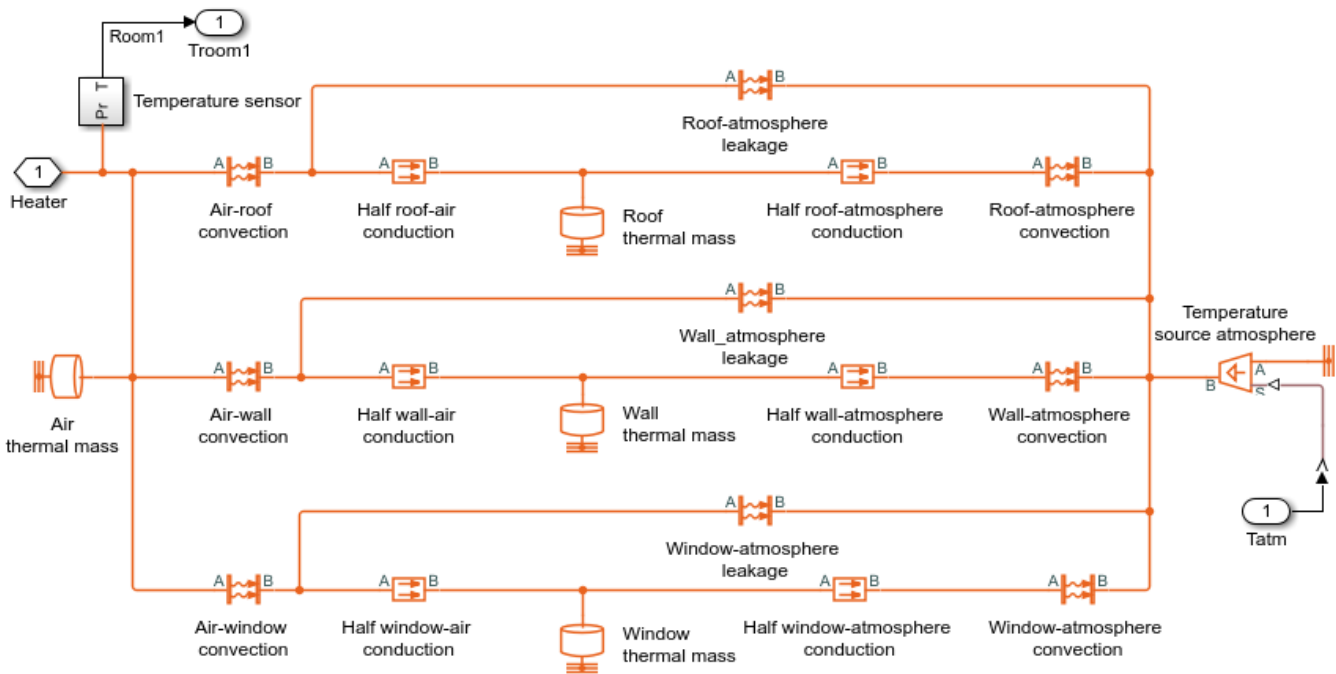 1
Room1
Troom1
T
Pr
Temperature sensor
A B
Roof-atmosphere
leakage
1
Heater
A B
Air-roof
convection
A B
Half roof-air
conduction
Roof
thermal mass
A B
Half roof-atmosphere
conduction
A B
Roof-atmosphere
convection
A B
Wall_atmosphere
leakage
Temperature
source atmosphere
A
B
S
Air
thermal mass
A B
Air-wall
convection
A B
Half wall-air
conduction
Wall
thermal mass
A B
Half wall-atmosphere
conduction
A B
Wall-atmosphere
convection
1
Tatm
A B
Window-atmosphere
leakage
A B
Air-window
convection
A B
Half window-air
conduction
Window
thermal mass
A B
Half window-atmosphere
conduction
A B
Window-atmosphere
convection